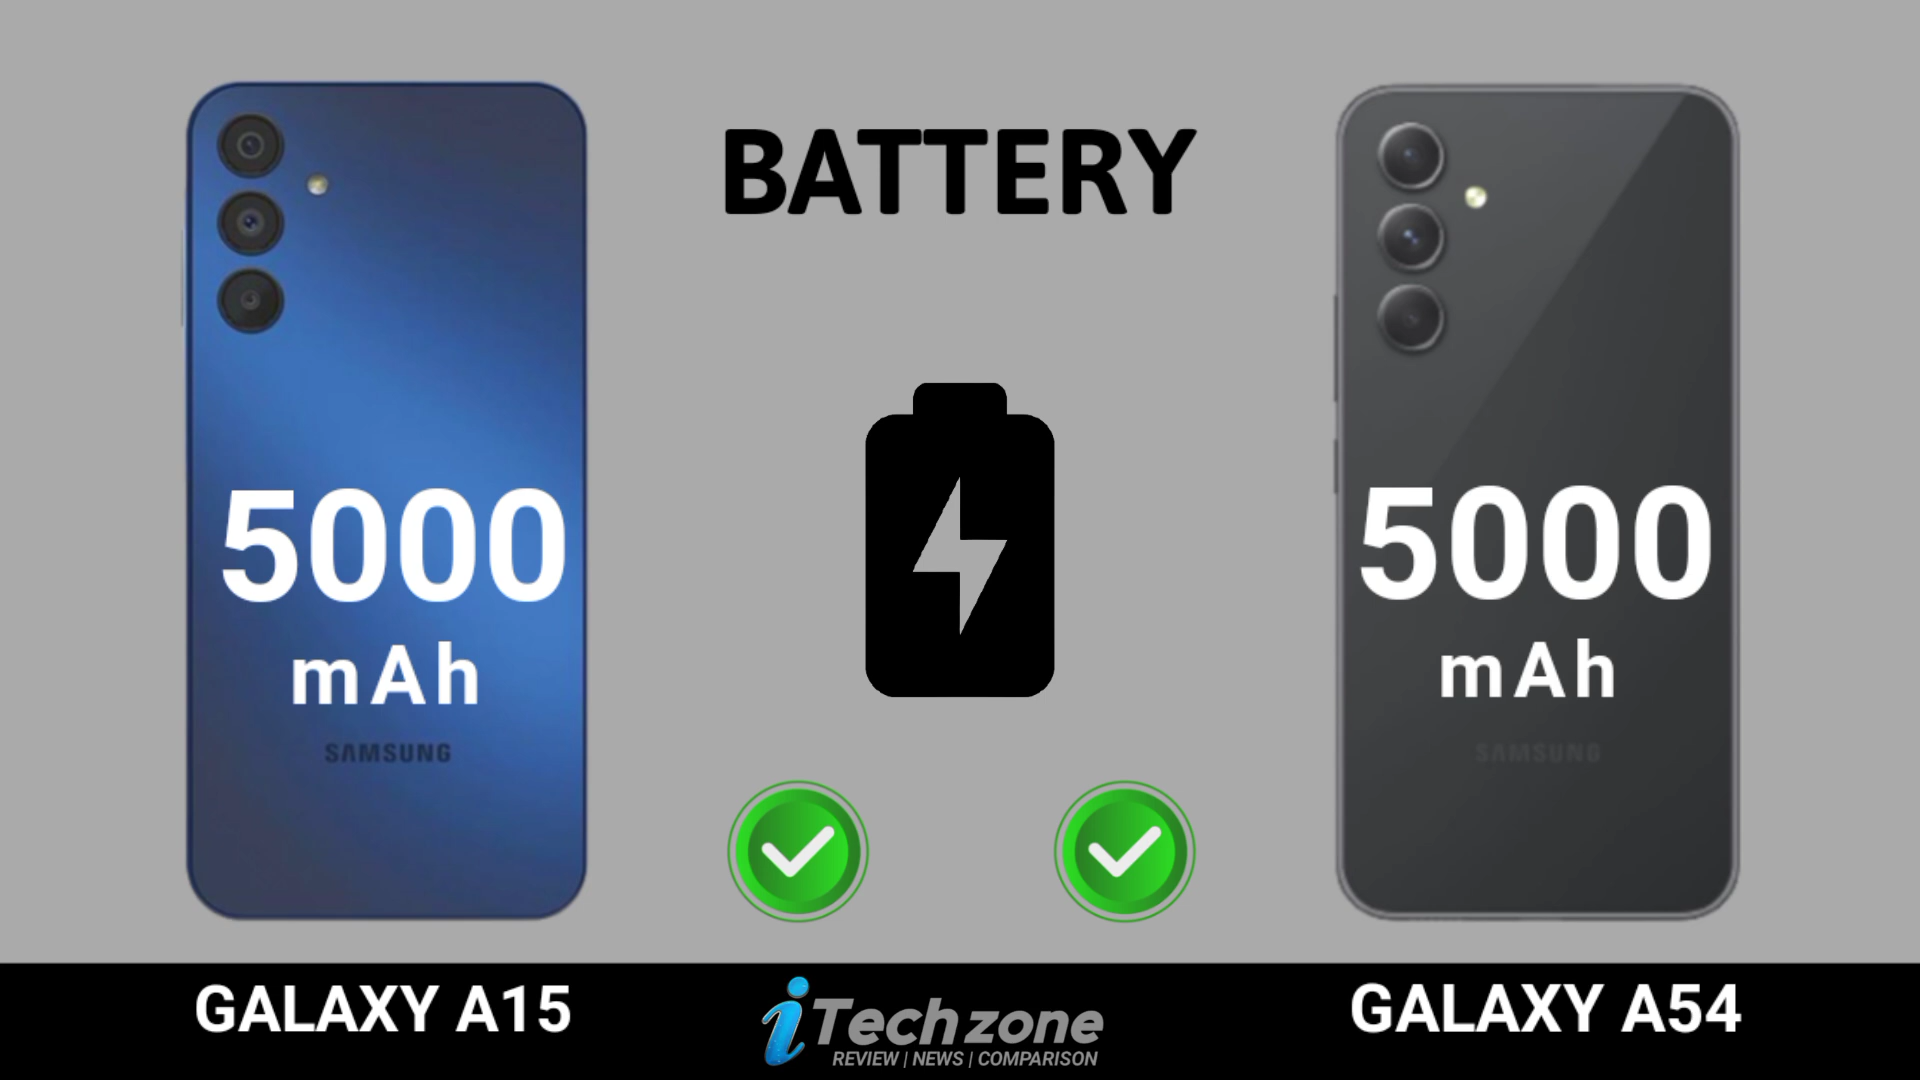 BATTERY
5000
mAh
SAMSUNG
5000
mAh
SAMSUNG
GALAXY A15
iTechzone
REVIEW | NEWS | COMPARISON
GALAXY A54